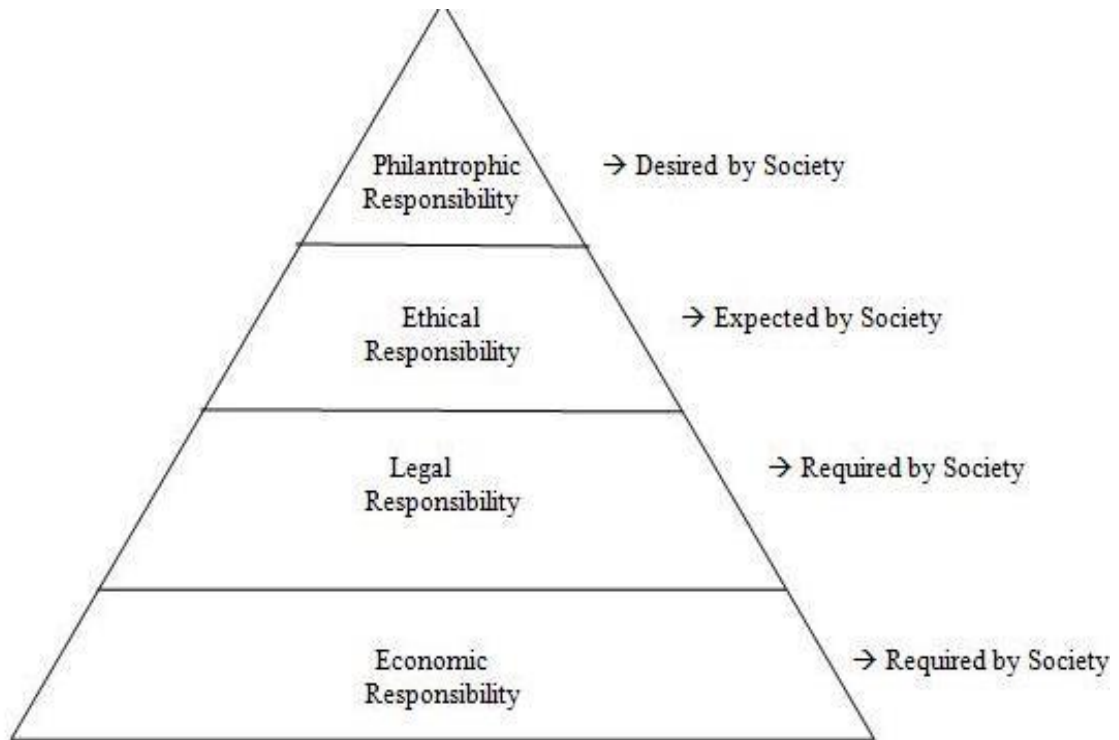 Philantrophic
Responsibility
→ Desired by Society
Ethical
Responsibility
→ Expected by Society
Legal
Responsibility
→ Required by Society
Economic
Responsibility
→ Required by Society